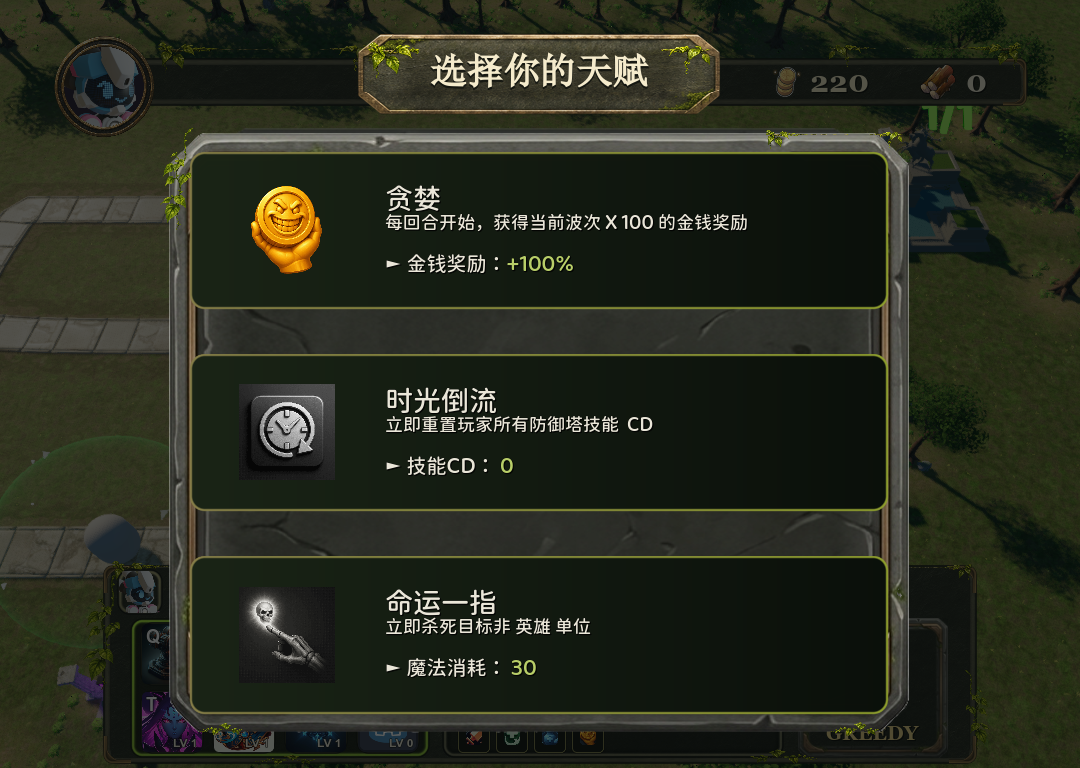 选择你的天赋
220
0
1/1
贪婪
每回合开始，获得当前波次 X 100 的金钱奖励
► 金钱奖励：+100%
时光倒流
立即重置玩家所有防御塔技能 CD
► 技能CD： 0
命运一指
立即杀死目标非 英雄 单位
► 魔法消耗： 30
Q
T
LV 1
LV 1
LV 1
LV 0
GREEDY